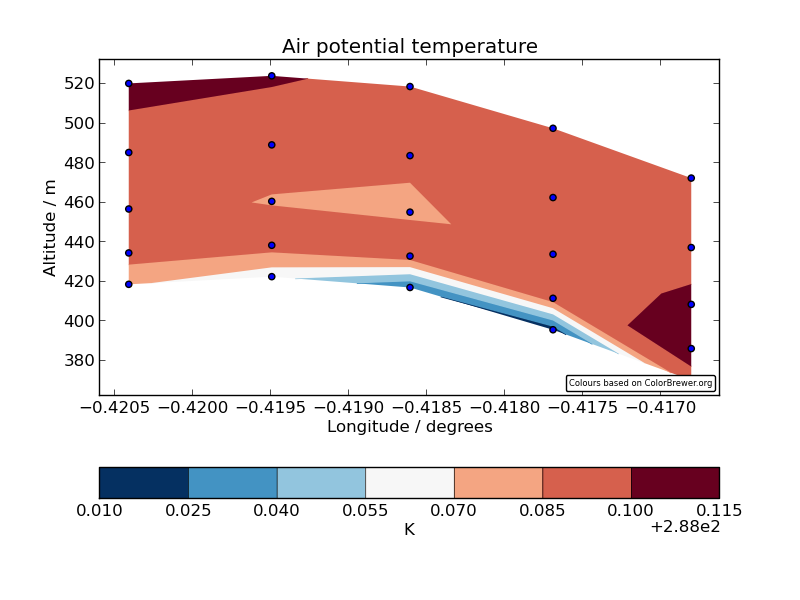 Air potential temperature
Altitude / m
520
500
480
460
440
420
400
380
Colours based on ColorBrewer.org
−0.4205 −0.4200 −0.4195 −0.4190 −0.4185 −0.4180 −0.4175 −0.4170
Longitude / degrees
0.010 0.025 0.040 0.055 0.070 0.085 0.100 0.115
+2.88e2
K